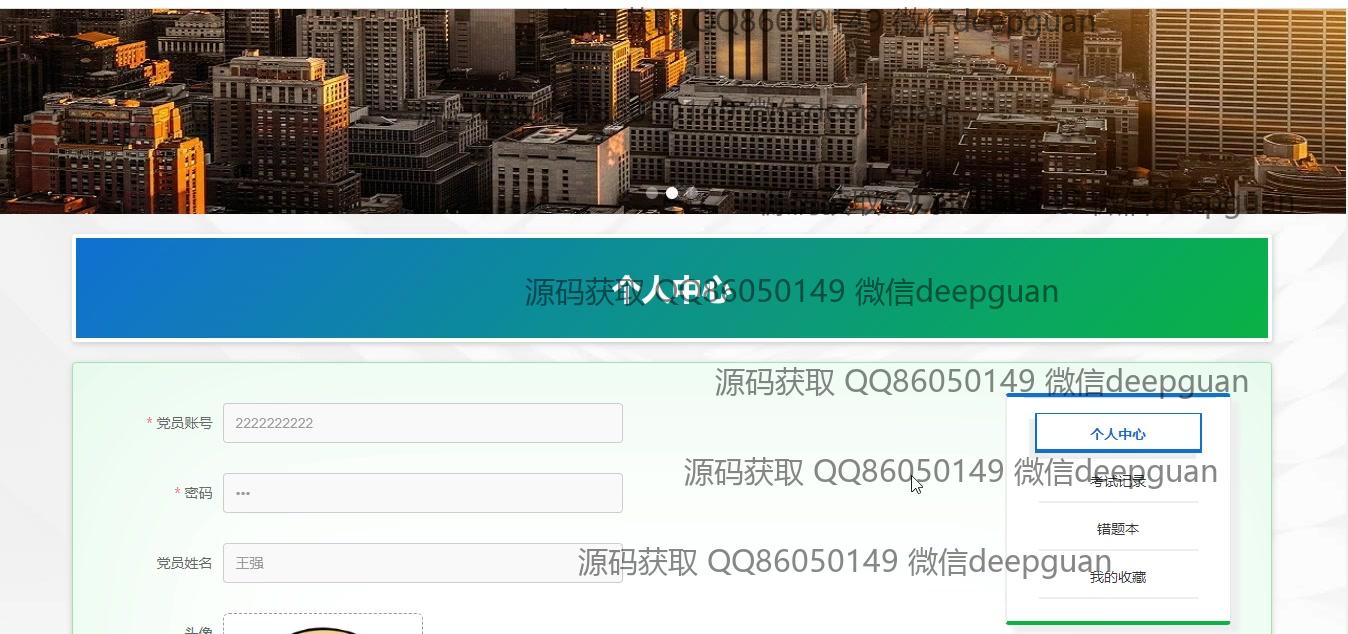 QQ86050149 微信deepguan
源码获取 QQ86050149 微信deepguan
个人中心
源码获取 QQ86050149 微信deepguan
* 党员账号 2222222222
个人中心
源码获取 QQ86050149 微信deepguan
考试记录
* 密码 •••
错题本
源码获取 QQ86050149 微信deepguan
党员姓名 王强
我的收藏
头像